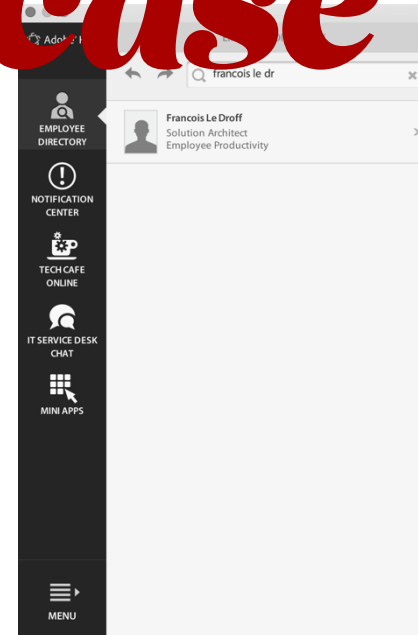 case
Adobe
francois le dr
Francois Le Droff
Solution Architect
Employee Productivity
EMPLOYEE
DIRECTORY
NOTIFICATION
CENTER
TECH CAFE
ONLINE
IT SERVICE DESK
CHAT
MINI APPS
MENU